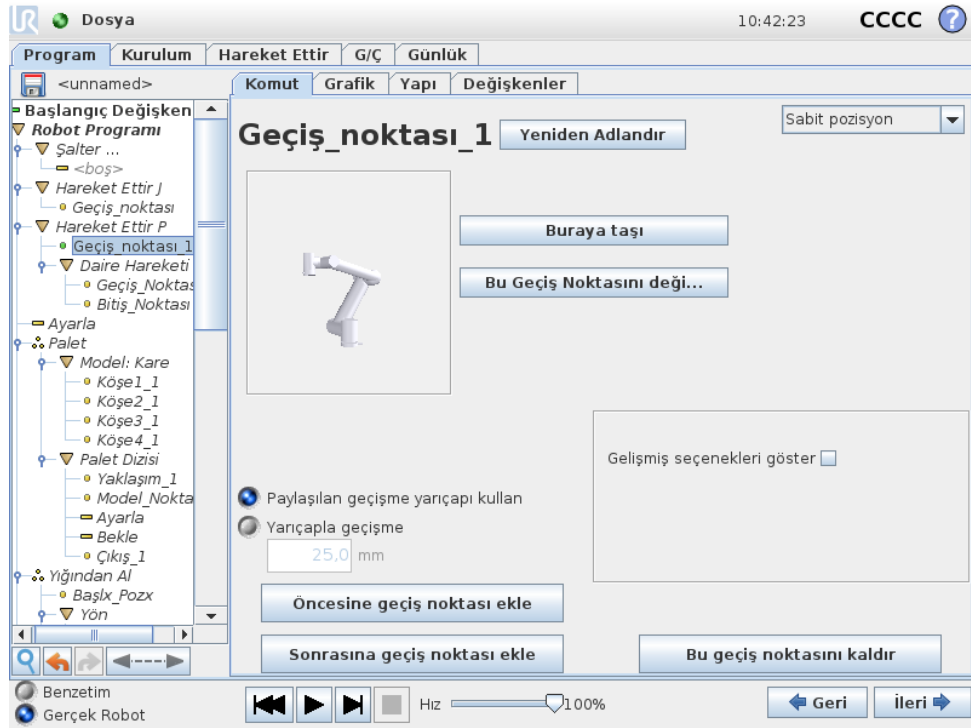 UR Dosya 10:42:23 CCCC ?
Program Kurulum Hareket Ettir G/Ç Günlük
<unnamed> Komut Grafik Yapı Değişkenler
Başlangıç Değişken
Robot Programı
Şalter ...
<boş>
Hareket Ettir J
Geçiş_noktası
Hareket Ettir P
Geçiş_noktası_1
Daire Hareketi
Geçiş_Noktas
Bitiş_Noktası
Ayarla
Palet
Model: Kare
Köşe1_1
Köşe2_1
Köşe3_1
Köşe4_1
Palet Dizisi
Yaklaşım_1
Model_Nokta
Ayarla
Bekle
Çıkış_1
Yığından Al
Başlx_Pozx
Yön
Geçiş_noktası_1 Yeniden Adlandır Sabit pozisyon
Buraya taşı
Bu Geçiş Noktasını deği...
Gelişmiş seçenekleri göster
Paylaşılan geçişme yarıçapı kullan
Yarıçapla geçişme
25,0 mm
Öncesine geçiş noktası ekle
Sonrasına geçiş noktası ekle Bu geçiş noktasını kaldır
Benzetim
Gerçek Robot
Hız 100% Geri İleri